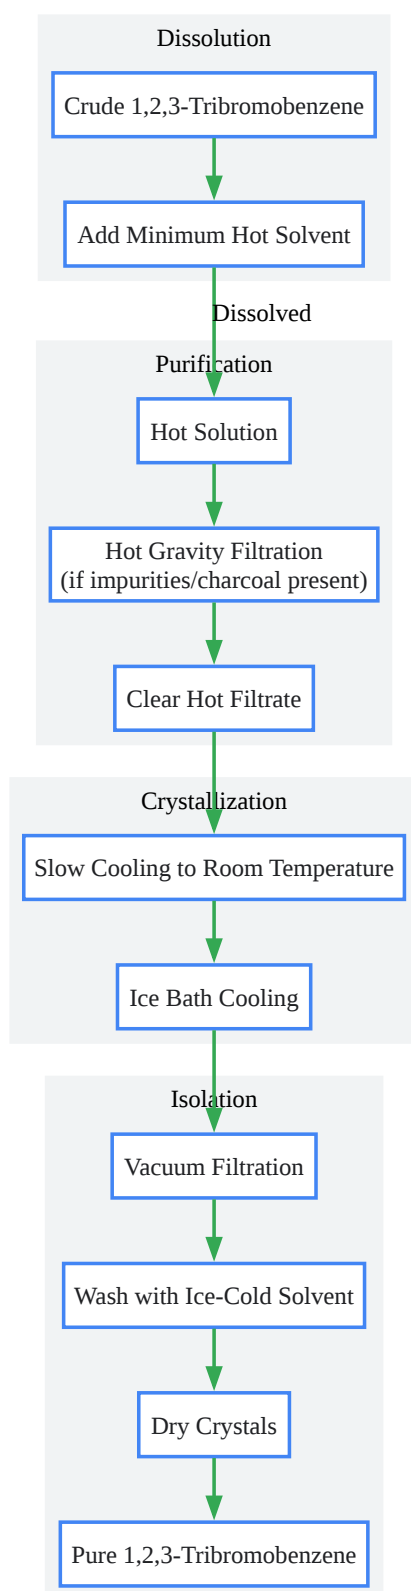 Dissolution
Crude 1,2,3-Tribromobenzene
Add Minimum Hot Solvent
Dissolved
Purification
Hot Solution
Hot Gravity Filtration
(if impurities/charcoal present)
Clear Hot Filtrate
Crystallization
Slow Cooling to Room Temperature
Ice Bath Cooling
Isolation
Vacuum Filtration
Wash with Ice-Cold Solvent
Dry Crystals
Pure 1,2,3-Tribromobenzene